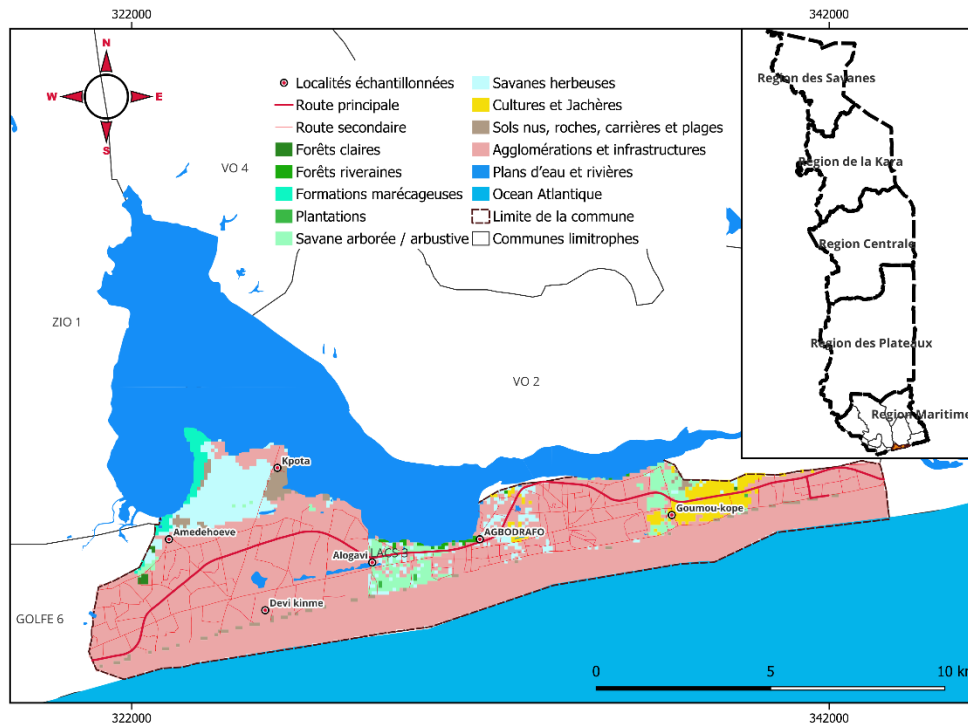 322000
342000
N
W
E
S
Localités échantillonnées
Route principale
Route secondaire
Forêts claires
Forêts riveraines
Formations marécageuses
Plantations
Savane arborée / arbustive
Savanes herbeuses
Cultures et Jachères
Sols nus, roches, carrières et plages
Agglomérations et infrastructures
Plans d'eau et rivières
Ocean Atlantique
Limite de la commune
Communes limitrophes
Region des Savanes
Region de la Kara
Region Centrale
Region des Plateaux
Region Maritime
VO 4
ZIO 1
VO 2
Kpota
Goumou-kope
Amedehoeve
AGBODRAFO
Alogavi
LACS 3
Devi kinme
GOLFE 6
0
5
10 km
322000
342000